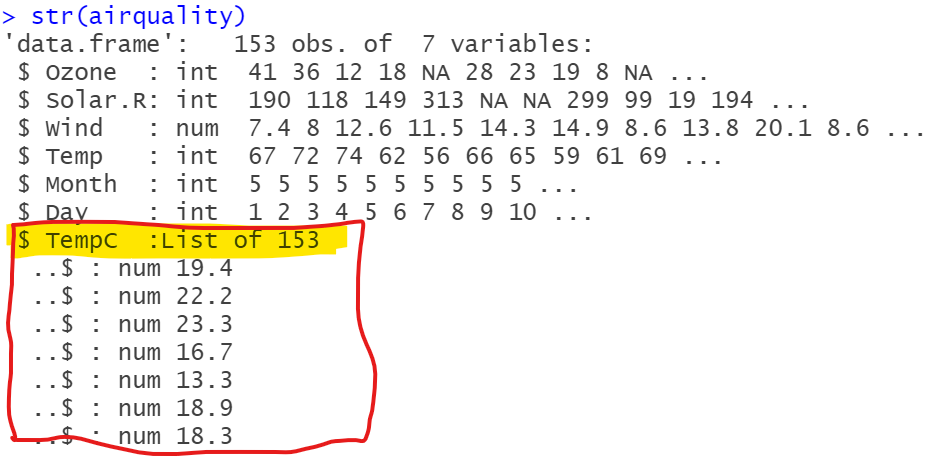 > str(airquality)
'data.frame':   153 obs. of  7 variables:
 $ Ozone  : int  41 36 12 18 NA 28 23 19 8 NA ...
 $ Solar.R: int  190 118 149 313 NA NA 299 99 19 194 ...
 $ Wind   : num  7.4 8 12.6 11.5 14.3 14.9 8.6 13.8 20.1 8.6 ...
 $ Temp   : int  67 72 74 62 56 66 65 59 61 69 ...
 $ Month  : int  5 5 5 5 5 5 5 5 5 5 ...
 $ Day    : int  1 2 3 4 5 6 7 8 9 10 ...
 $ TempC  :List of 153
  ..$ : num 19.4
  ..$ : num 22.2
  ..$ : num 23.3
  ..$ : num 16.7
  ..$ : num 13.3
  ..$ : num 18.9
  ..$ : num 18.3